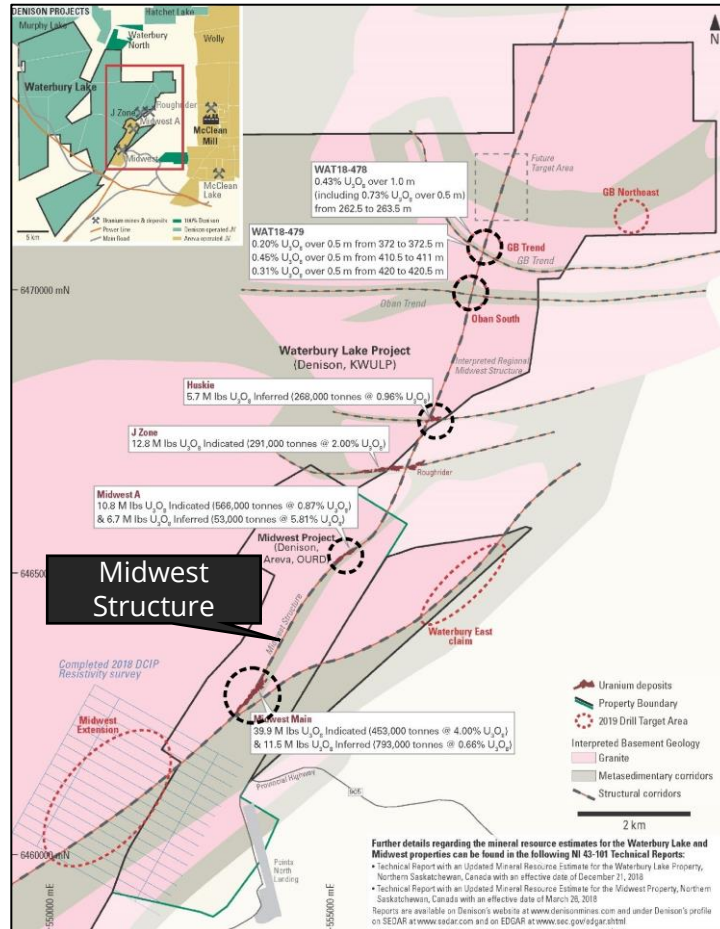 DENISON PROJECTS
Murphy Lake
Ratchet Lake
Waterbury
North
Wolly
Waterbury Lake
J Zone
Roughrider
Midwest A
Midwest
McClean
Mill
McClean
Lake
Uranium mines & deposits
Power Line
Main Road
100% Denison
Denison operated JV
Areva operated JV
5 km
N
WAT18-478
0.43% U3O8 over 1.0 m
(including 0.73% U3O8 over 0.5 m)
from 262.5 to 263.5 m
Future
Target Area
GB Northeast
WAT18-479
0.20% U3O8 over 0.5 m from 372 to 372.5 m
0.45% U3O8 over 0.5 m from 410.5 to 411 m
0.31% U3O8 over 0.5 m from 420 to 420.5 m
GB Trend
GB Trend
6470000 mN
Oban Trend
Oban South
Waterbury Lake Project
(Denison, KWULP)
Interpreted Regional
Midwest Structure
Huskie
5.7 M lbs U3O8 Inferred (268,000 tonnes @ 0.96% U3O8)
J Zone
12.8 M lbs U3O8 Indicated (291,000 tonnes @ 2.00% U3O8)
Roughrider
Midwest A
10.8 M lbs U3O8 Indicated (566,000 tonnes @ 0.87% U3O8)
& 6.7 M lbs U3O8 Inferred (53,000 tonnes @ 5.81% U3O8)
Midwest Project
(Denison,
Areva, OURD)
646500
Midwest
Structure
Midwest Structure
Waterbury East
claim
Completed 2018 DCIP
Resistivity survey
Midwest
Extension
Midwest Main
39.9 M lbs U3O8 Indicated (453,000 tonnes @ 4.00% U3O8)
& 11.5 M lbs U3O8 Inferred (793,000 tonnes @ 0.66% U3O8)
Uranium deposits
Property Boundary
2019 Drill Target Area
Interpreted Basement Geology
Granite
Metasedimentary corridors
Structural corridors
2 km
Provincial Highway
905
6460000 mN
Points
North
Landing
550000 mE
555000 mE
Further details regarding the mineral resource estimates for the Waterbury Lake and
Midwest properties can be found in the following NI 43-101 Technical Reports:
• Technical Report with an Updated Mineral Resource Estimate for the Waterbury Lake Property,
Northern Saskatchewan, Canada with an effective date of December 21, 2018
• Technical Report with an Updated Mineral Resource Estimate for the Midwest Property, Northern
Saskatchewan, Canada with an effective date of March 26, 2018
Reports are available on Denison's website at www.denisonmines.com and under Denison's profile
on SEDAR at www.sedar.com and on EDGAR at www.sec.gov/edgar.shtml